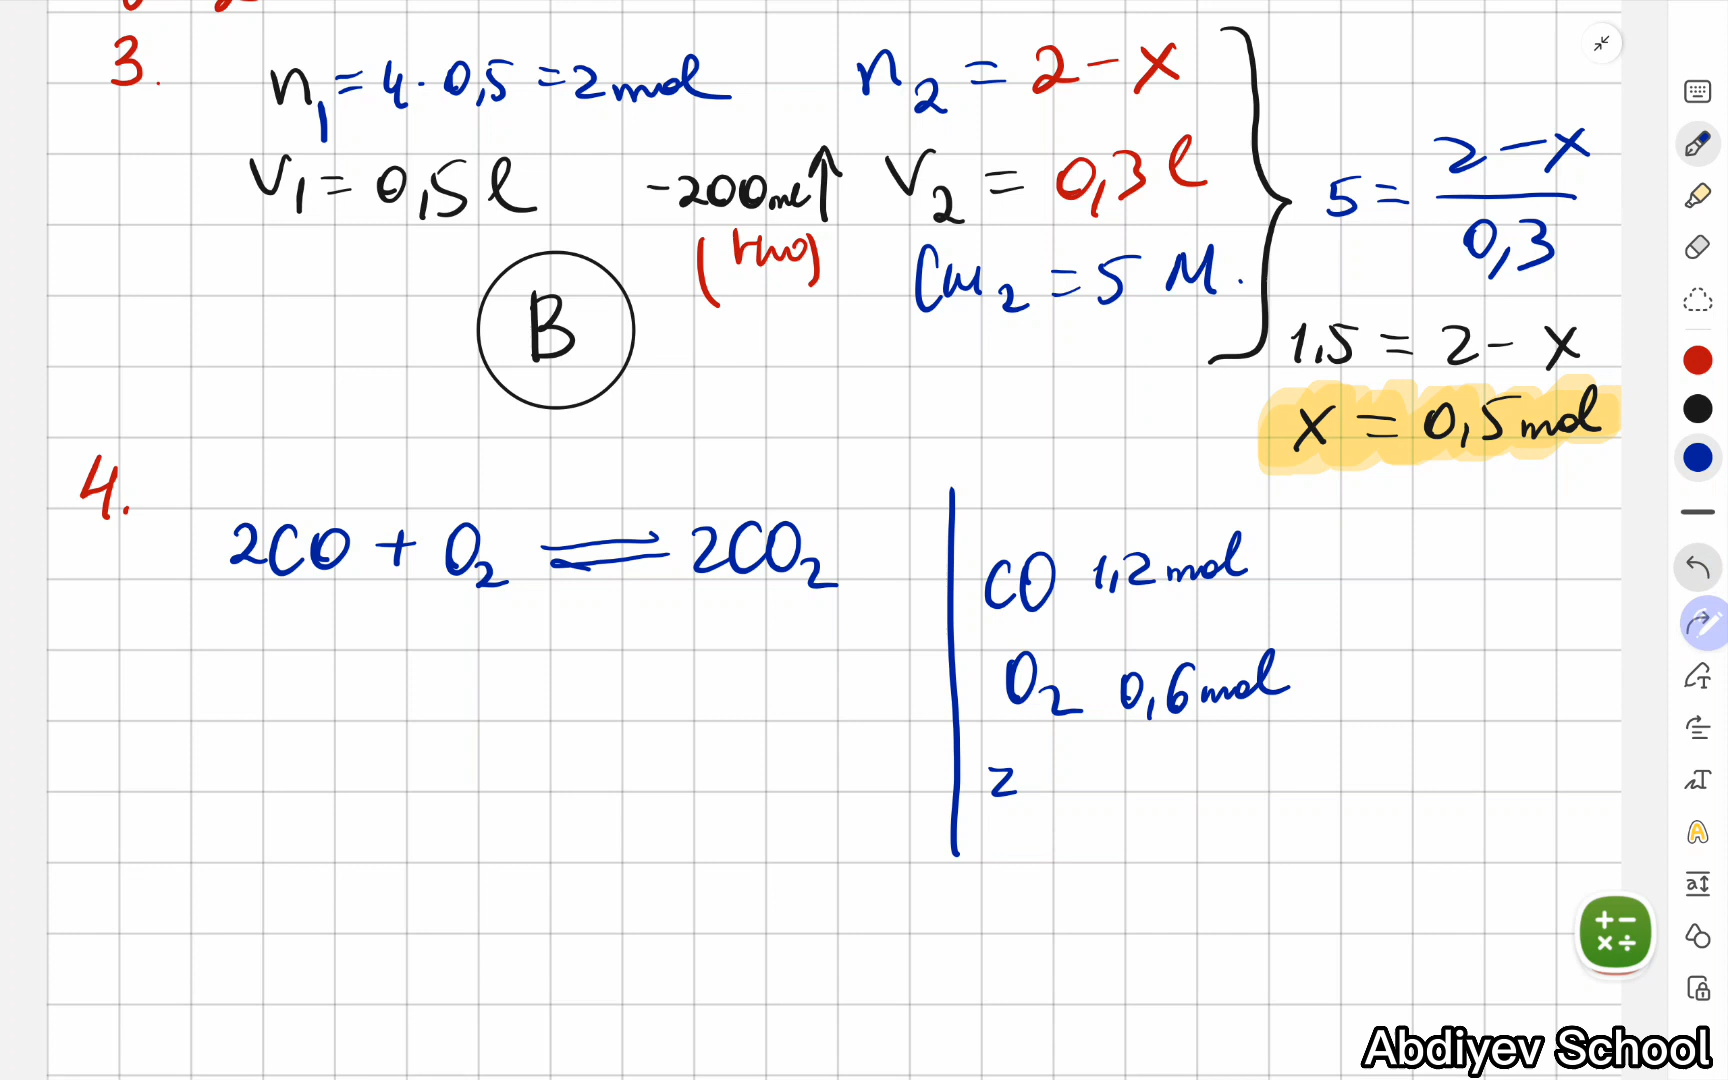 3.
n₁ = 4 · 0,5 = 2 mol
V₁ = 0,5 l
-200 ml ↑
n₂ = 2 - x
V₂ = 0,3 l
Cm₂ = 5 M.
B
5 = (2 - x) / 0,3
1,5 = 2 - x
x = 0,5 mol
4.
2CO + O₂ ⇌ 2CO₂
CO 1,2 mol
O₂ 0,6 mol
z
Abdiyev School